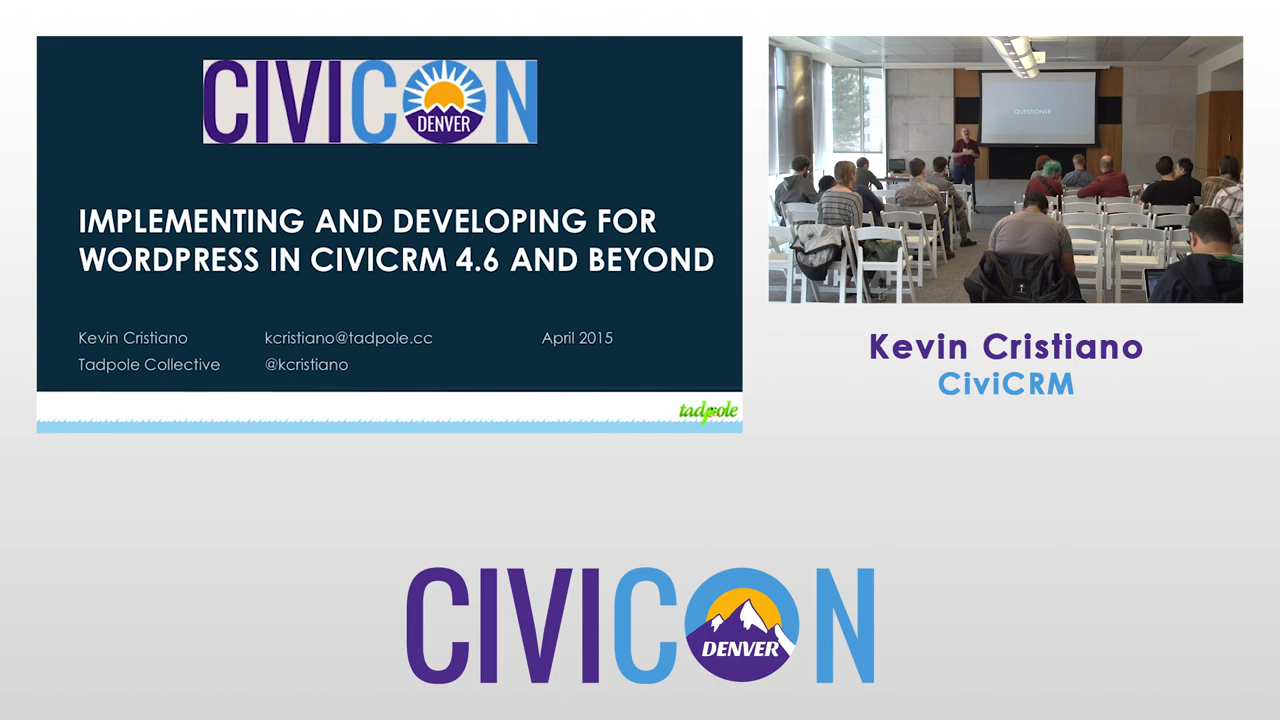 CIVICON
DENVER
IMPLEMENTING AND DEVELOPING FOR
WORDPRESS IN CIVICRM 4.6 AND BEYOND
Kevin Cristiano kcristiano@tadpole.cc April 2015
Tadpole Collective @kcristiano
tadpole
QUESTIONS?
Kevin Cristiano
CiviCRM
CIVICON
DENVER